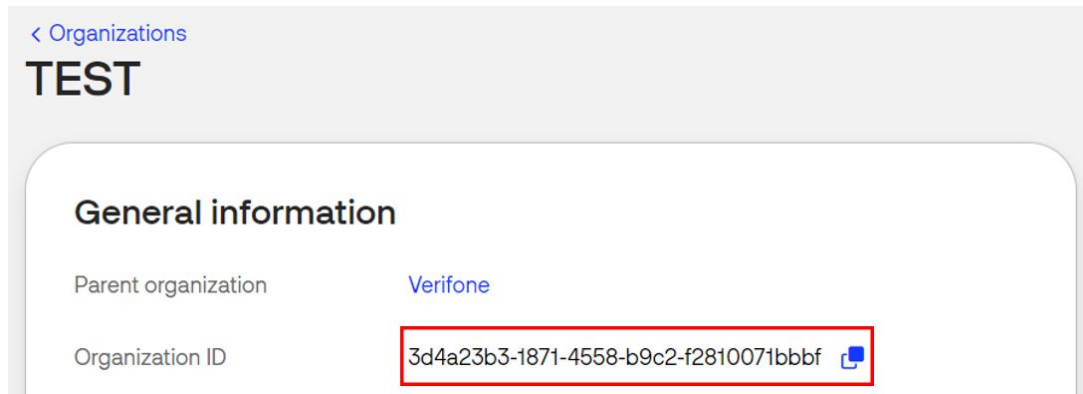 < Organizations
TEST
General information
Parent organization Verifone
Organization ID 3d4a23b3-1871-4558-b9c2-f2810071bbbf